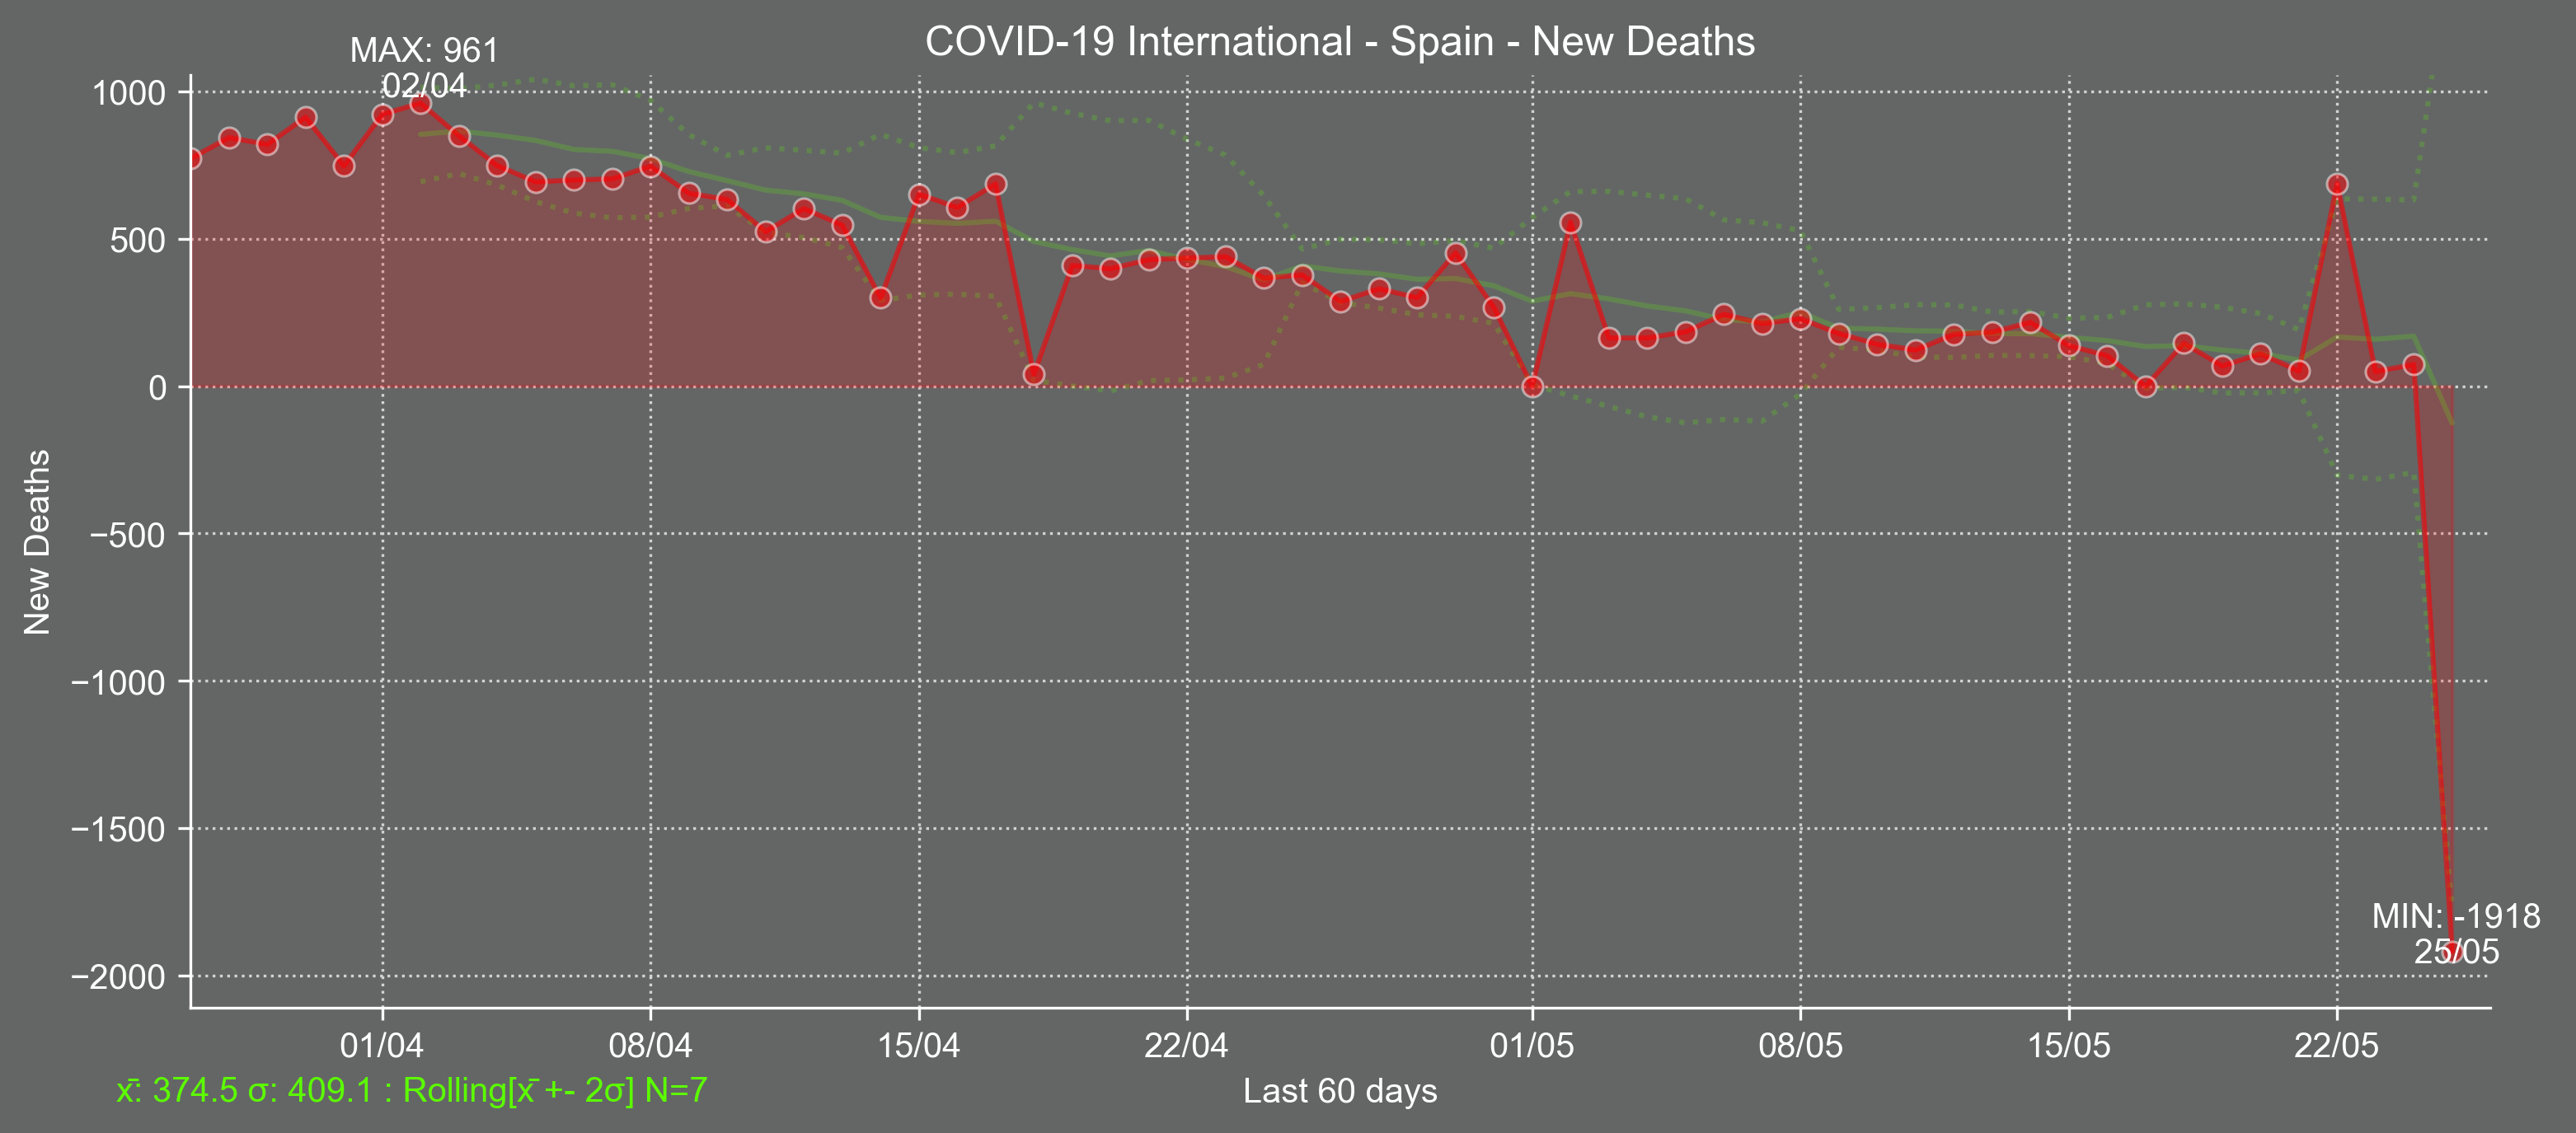 COVID-19 International - Spain - New Deaths
MAX: 961
02/04
1000
500
0
−500
−1000
−1500
−2000
New Deaths
MIN: -1918
25/05
01/04
08/04
15/04
22/04
01/05
08/05
15/05
22/05
x̄: 374.5 σ: 409.1 : Rolling[x̄ +- 2σ] N=7
Last 60 days